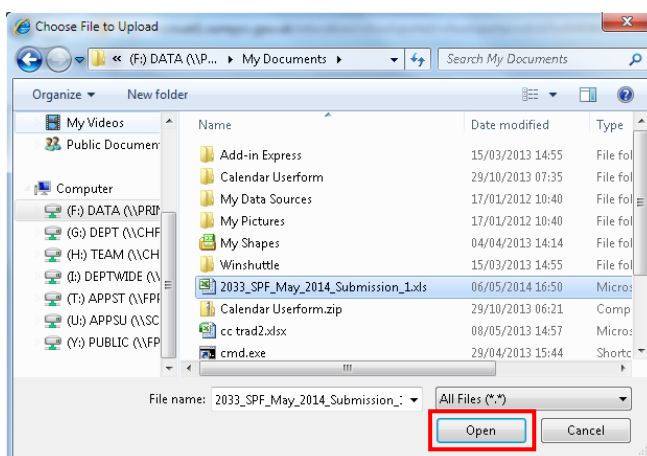 Choose File to Upload
« (F:) DATA (\\P... ▸ My Documents ▸
Search My Documents
Organize
New folder
My Videos
Public Documen
Computer
(F:) DATA (\\PRIN
(G:) DEPT (\\CHF
(H:) TEAM (\\CH
(I:) DEPTWIDE (\\
(T:) APPST (\\FPF
(U:) APPSU (\\SC
(Y:) PUBLIC (\\FP
Name Date modified Type
Add-in Express 15/03/2013 14:55 File fol
Calendar Userform 29/10/2013 07:35 File fol
My Data Sources 17/01/2012 10:40 File fol
My Pictures 17/01/2012 10:40 File fol
My Shapes 04/04/2013 14:14 File fol
Winshuttle 15/03/2013 14:55 File fol
2033_SPF_May_2014_Submission_1.xls 06/05/2014 16:50 Micros
Calendar Userform.zip 29/10/2013 06:21 Comp
cc trad2.xlsx 08/05/2013 14:57 Micros
cmd.exe 29/04/2013 15:44 Shortc
File name: 2033_SPF_May_2014_Submission_: All Files (*.*)
Open Cancel